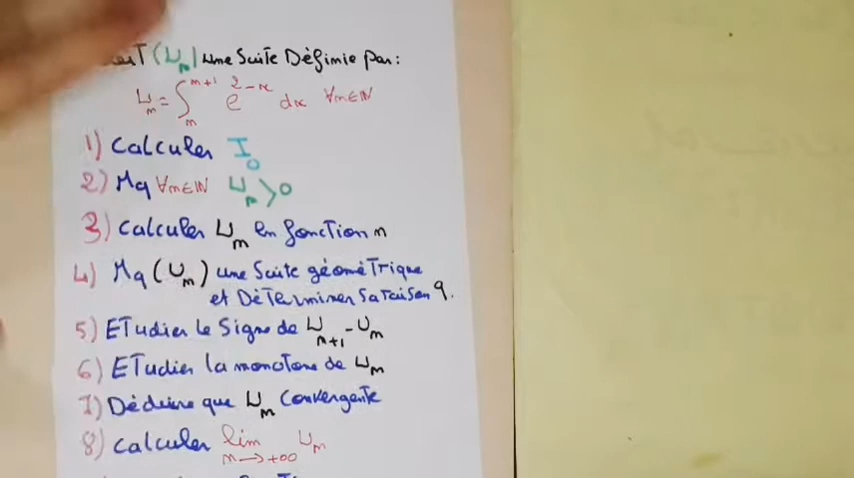 (Un) une Suite Définie par:
Un = ∫ₙⁿ⁺¹ e²⁻ˣ dx ∀n∈ℕ
1) Calculer I₀
2) Mq ∀n∈ℕ Un > 0
3) Calculer Un en fonction n
4) Mq (Un) une Suite géométrique
et Déterminer Sa raison q.
5) Etudier le Signe de Un+1 - Un
6) Etudier la monotone de Un
7) Déduire que Un Convergente
8) Calculer lim n→+∞ Un